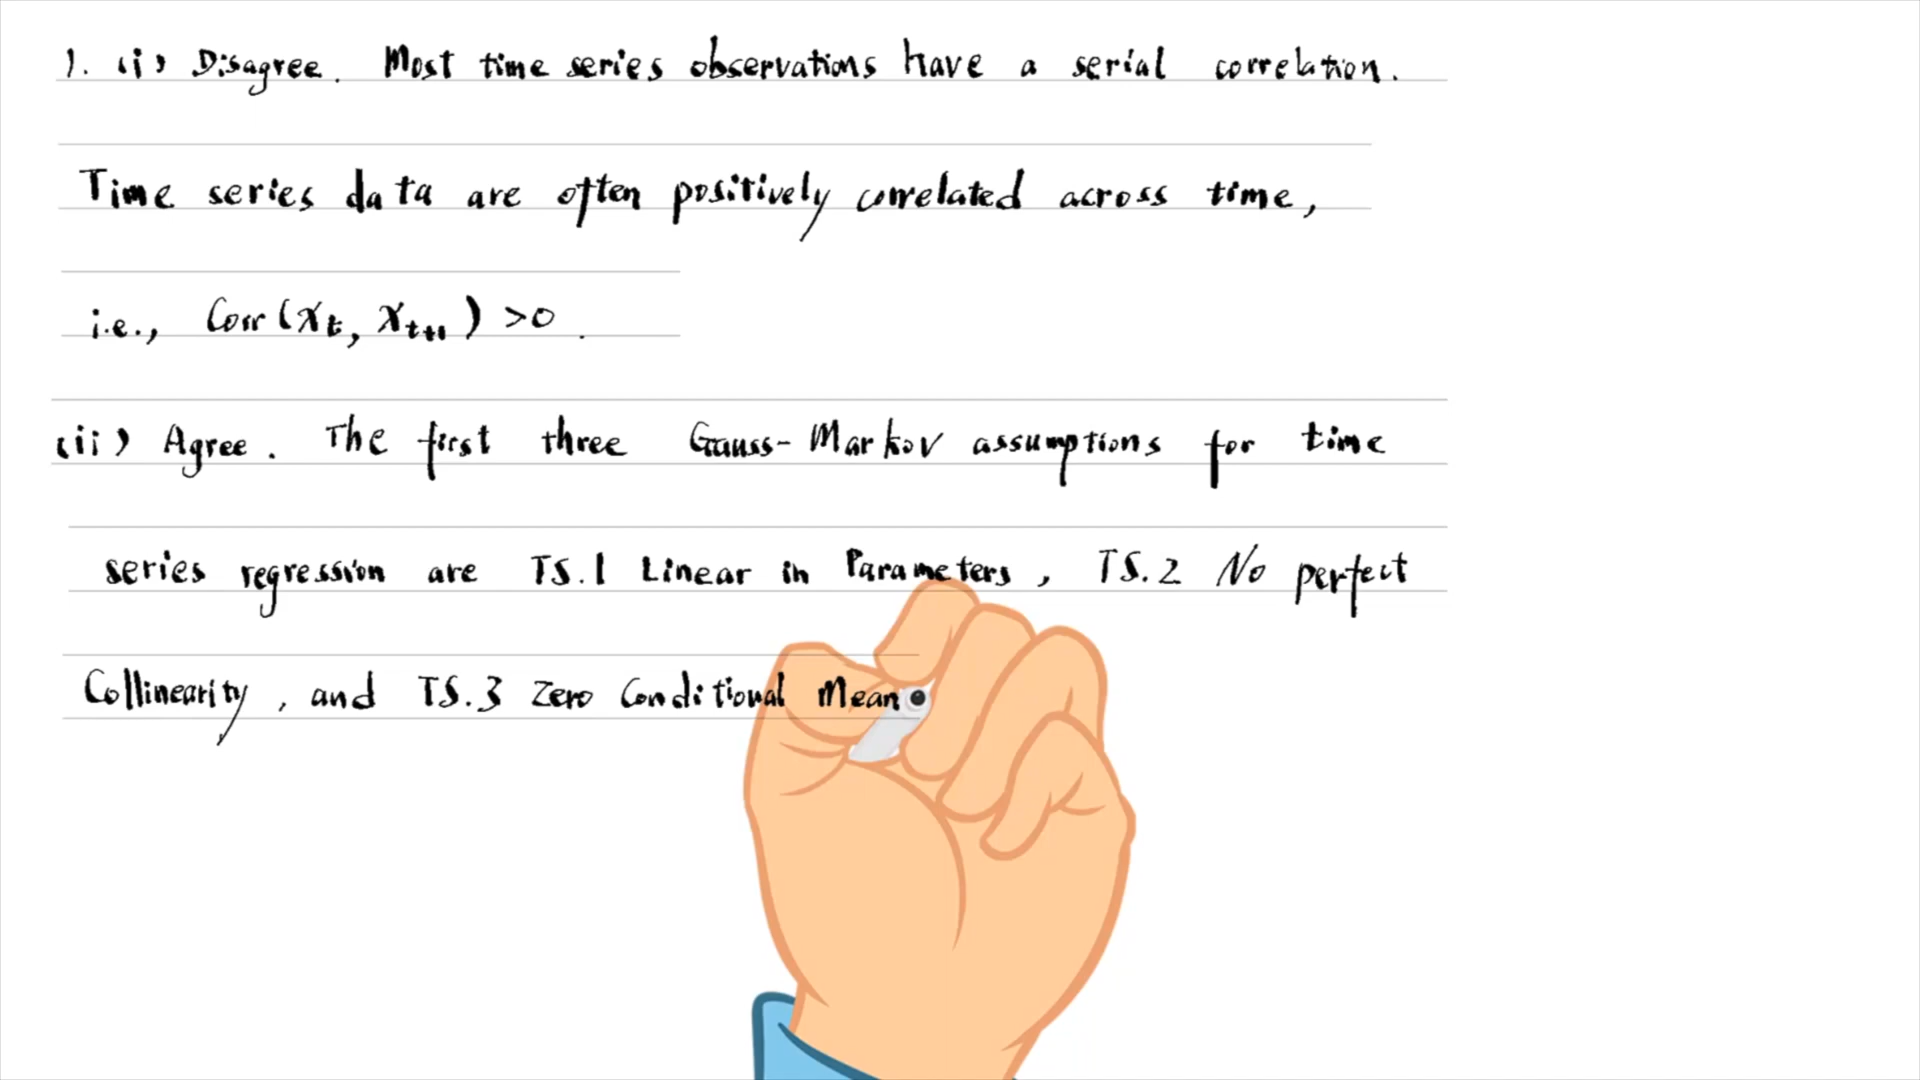 1. (i) Disagree. Most time series observations have a serial correlation.
Time series data are often positively correlated across time,
i.e., Corr(Xt, Xt+1) >0.
(ii) Agree. The first three Gauss-Markov assumptions for time
series regression are TS.1 Linear in Parameters, TS.2 No perfect
Collinearity, and TS.3 Zero Conditional Mean